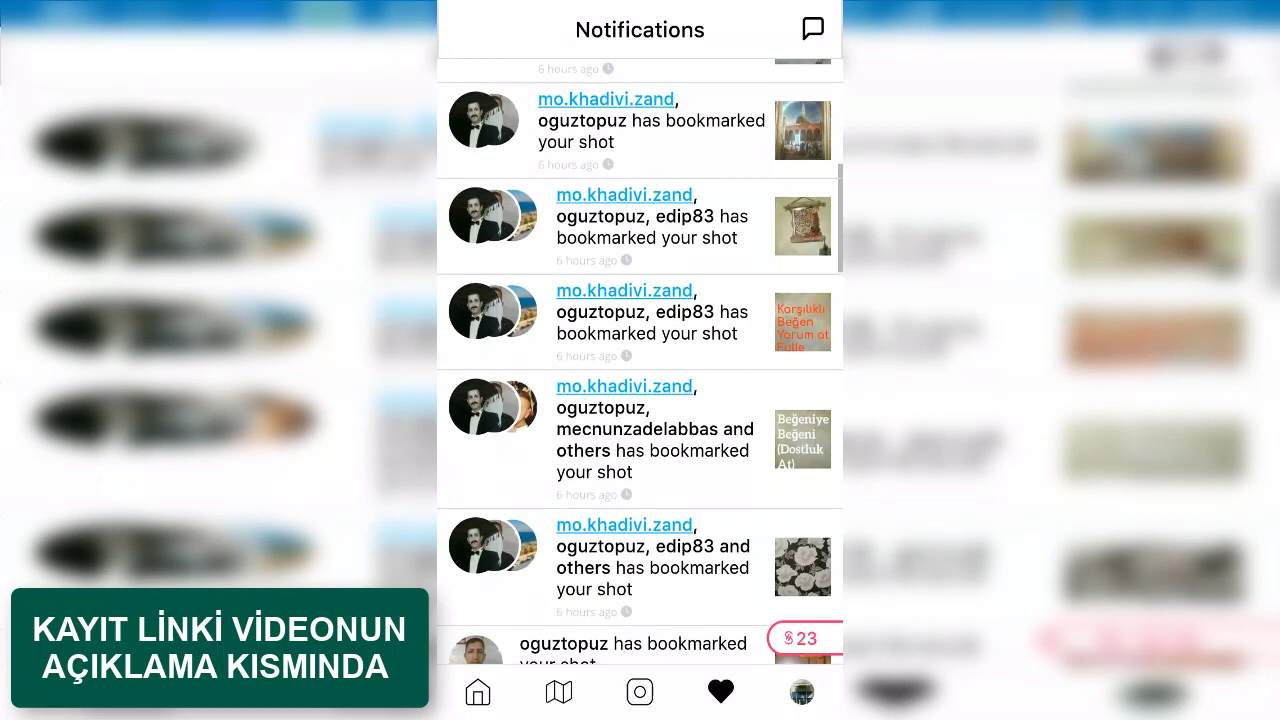 Notifications
6 hours ago
mo.khadivi.zand,
oguztopuz has bookmarked
your shot
6 hours ago
mo.khadivi.zand,
oguztopuz, edip83 has
bookmarked your shot
6 hours ago
mo.khadivi.zand,
oguztopuz, edip83 has
bookmarked your shot
6 hours ago
Karşılıklı
Beğen
Yorum at
Fulle
mo.khadivi.zand,
oguztopuz,
mecnunzadelabbas and
others has bookmarked
your shot
6 hours ago
Beğeniye
Beğeni
(Dostluk
At)
mo.khadivi.zand,
oguztopuz, edip83 and
others has bookmarked
your shot
6 hours ago
oguztopuz has bookmarked
your shot
23
KAYIT LİNKİ VİDEONUN
AÇIKLAMA KISMINDA